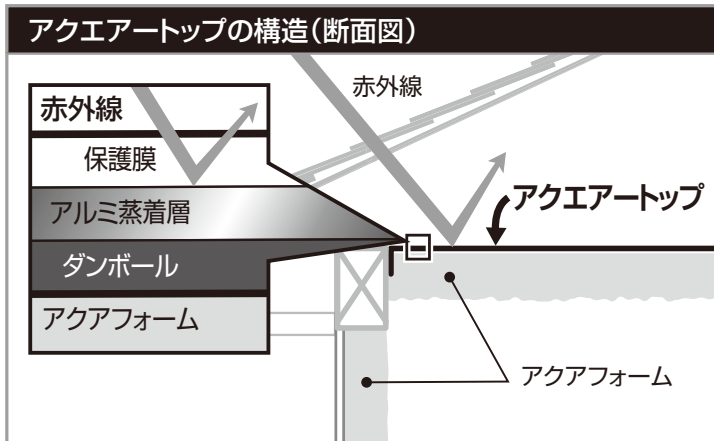 アクエアートップの構造（断面図）
赤外線
保護膜
アルミ蒸着層
ダンボール
アクアフォーム
赤外線
アクエアートップ
アクアフォーム